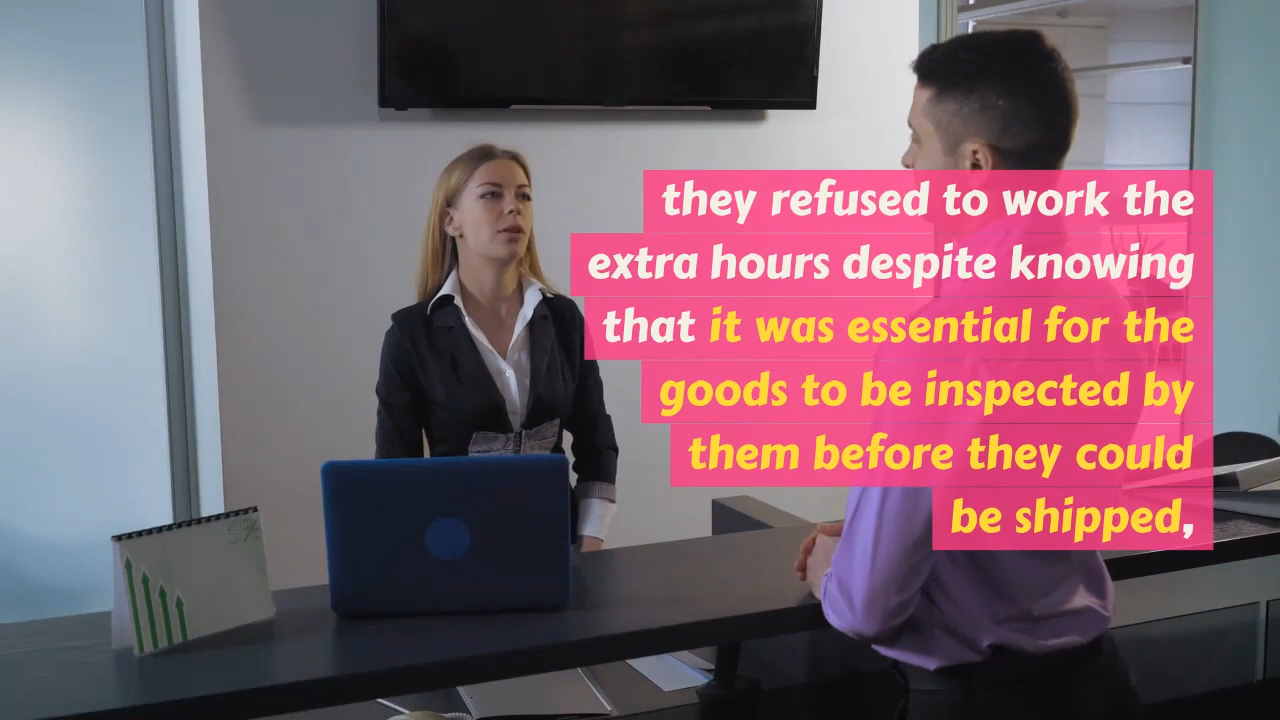 they refused to work the
extra hours despite knowing
that it was essential for the
goods to be inspected by
them before they could
be shipped,
5%